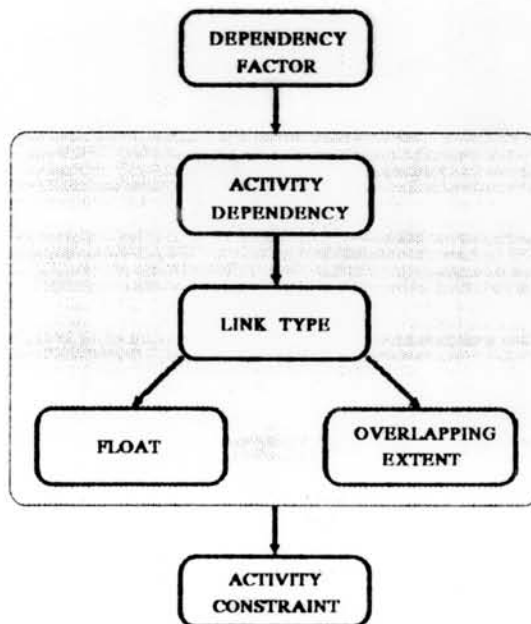 DEPENDENCY
FACTOR
ACTIVITY
DEPENDENCY
LINK TYPE
FLOAT
OVERLAPPING
EXTENT
ACTIVITY
CONSTRAINT